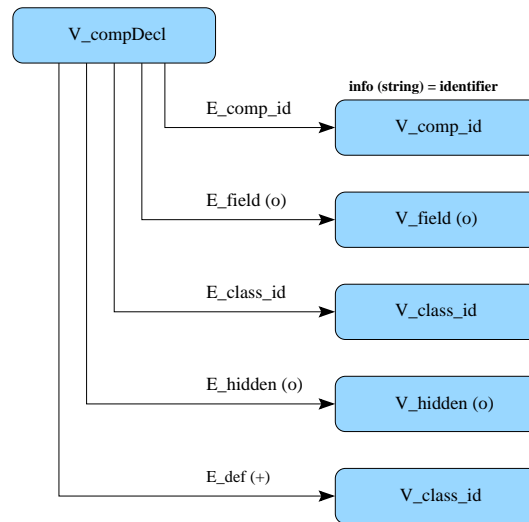 V_compDecl
info (string) = identifier
E_comp_id
V_comp_id
E_field (o)
V_field (o)
E_class_id
V_class_id
E_hidden (o)
V_hidden (o)
E_def (+)
V_class_id